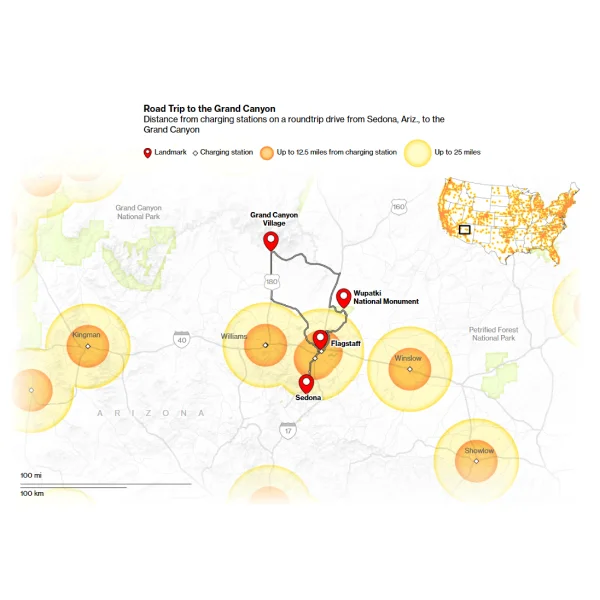 Road Trip to the Grand Canyon
Distance from charging stations on a roundtrip drive from Sedona, Ariz., to the
Grand Canyon
Landmark Charging station Up to 12.5 miles from charging station Up to 25 miles
Grand Canyon
National Park
160
Grand Canyon
Village
180
Wupatki
National Monument
Kingman
40
Williams
Flagstaff
Petrified Forest
National Park
Winslow
Sedona
ARIZONA
17
Showlow
100 mi
100 km